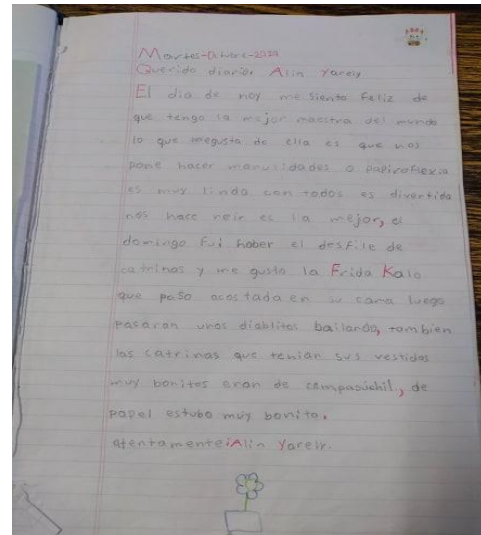 Martes-Octubre-2024
Querido diario: Alin Yareiy
El dia de hoy me siento feliz de
que tengo la mejor maestra del mundo
lo que megusta de ella es que nos
pone hacer manulidades o papiroflexia
es muy linda con todos es divertida
nos hace reir es la mejor, el
domingo fui haber el desfile de
catrinas y me gusto la Frida Kalo
que paso acostada en su cama luego
pasaron unos diablitos bailando, tambien
las catrinas que tenian sus vestidos
muy bonitos eran de cempasúchil, de
papel estubo muy bonito.
atentamente: Alin Yareiy.